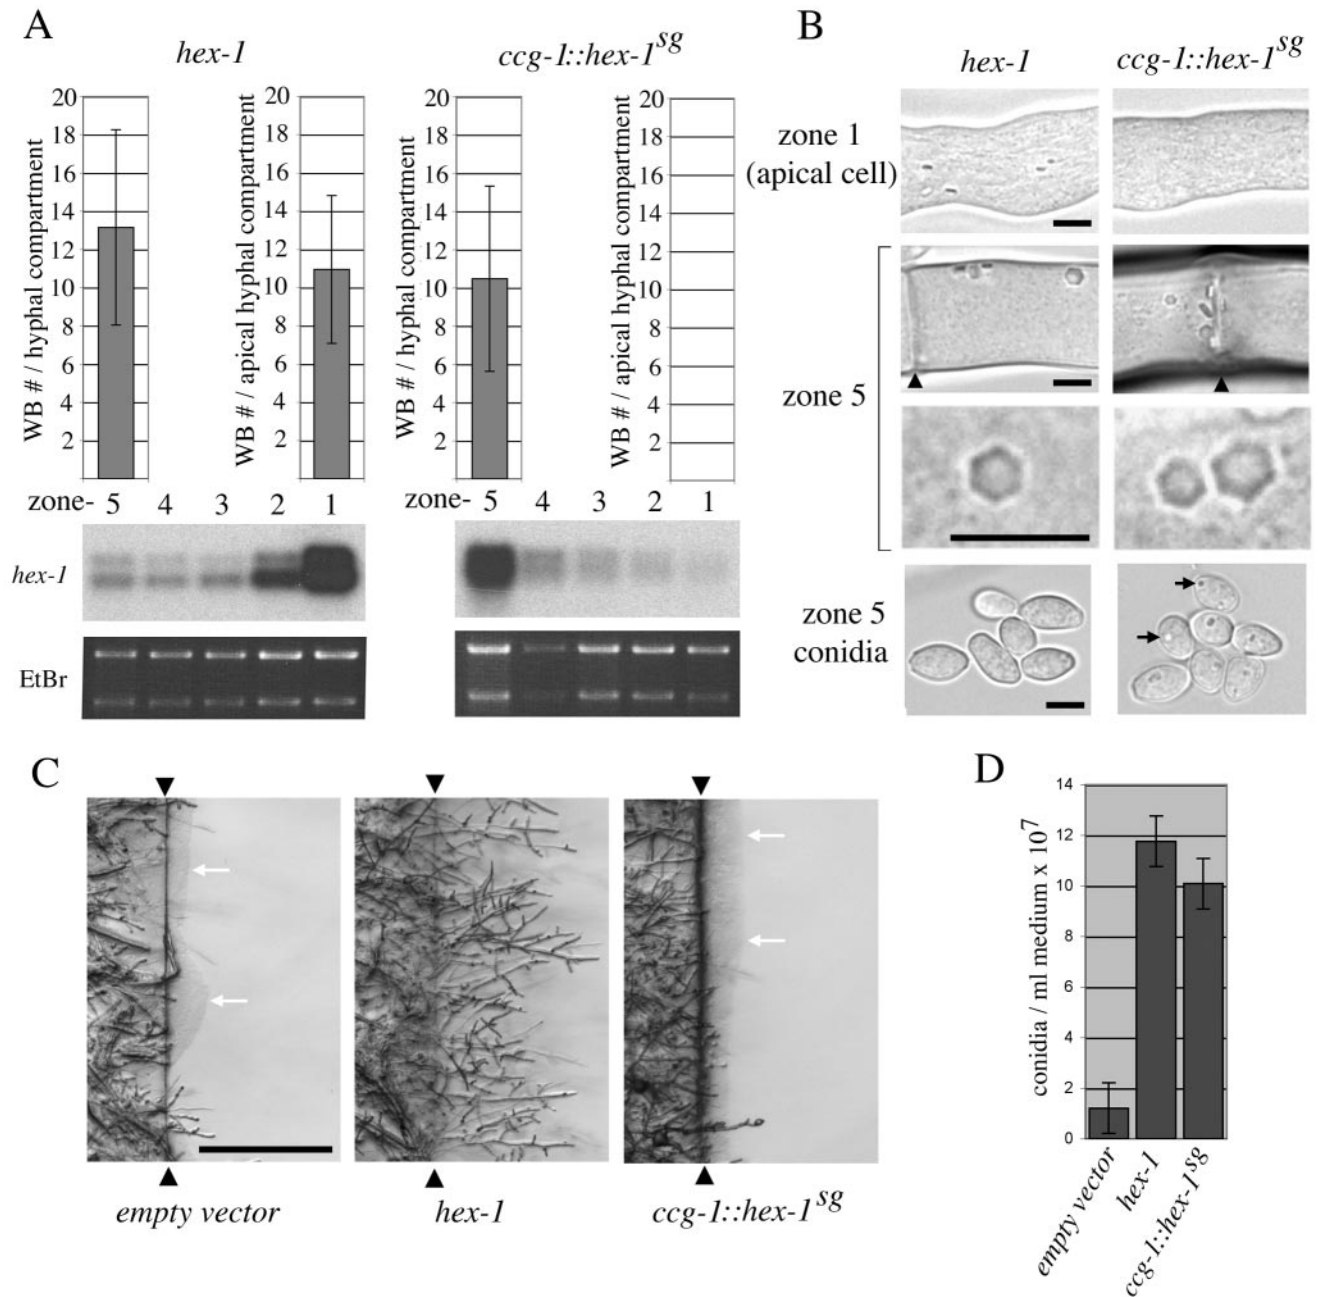 A
hex-1
ccg-1::hex-1sg
WB # / hyphal compartment
20
18
16
14
12
10
8
6
4
2
WB # / apical hyphal compartment
20
18
16
14
12
10
8
6
4
2
WB # / hyphal compartment
20
18
16
14
12
10
8
6
4
2
WB # / apical hyphal compartment
20
18
16
14
12
10
8
6
4
2
zone- 5 4 3 2 1
5 4 3 2 1
hex-1
EtBr
B
hex-1
ccg-1::hex-1sg
zone 1
(apical cell)
zone 5
zone 5
conidia
C
empty vector
hex-1
ccg-1::hex-1sg
D
conidia / ml medium x 107
14
12
10
8
6
4
2
0
empty vector
hex-1
ccg-1::hex-1sg